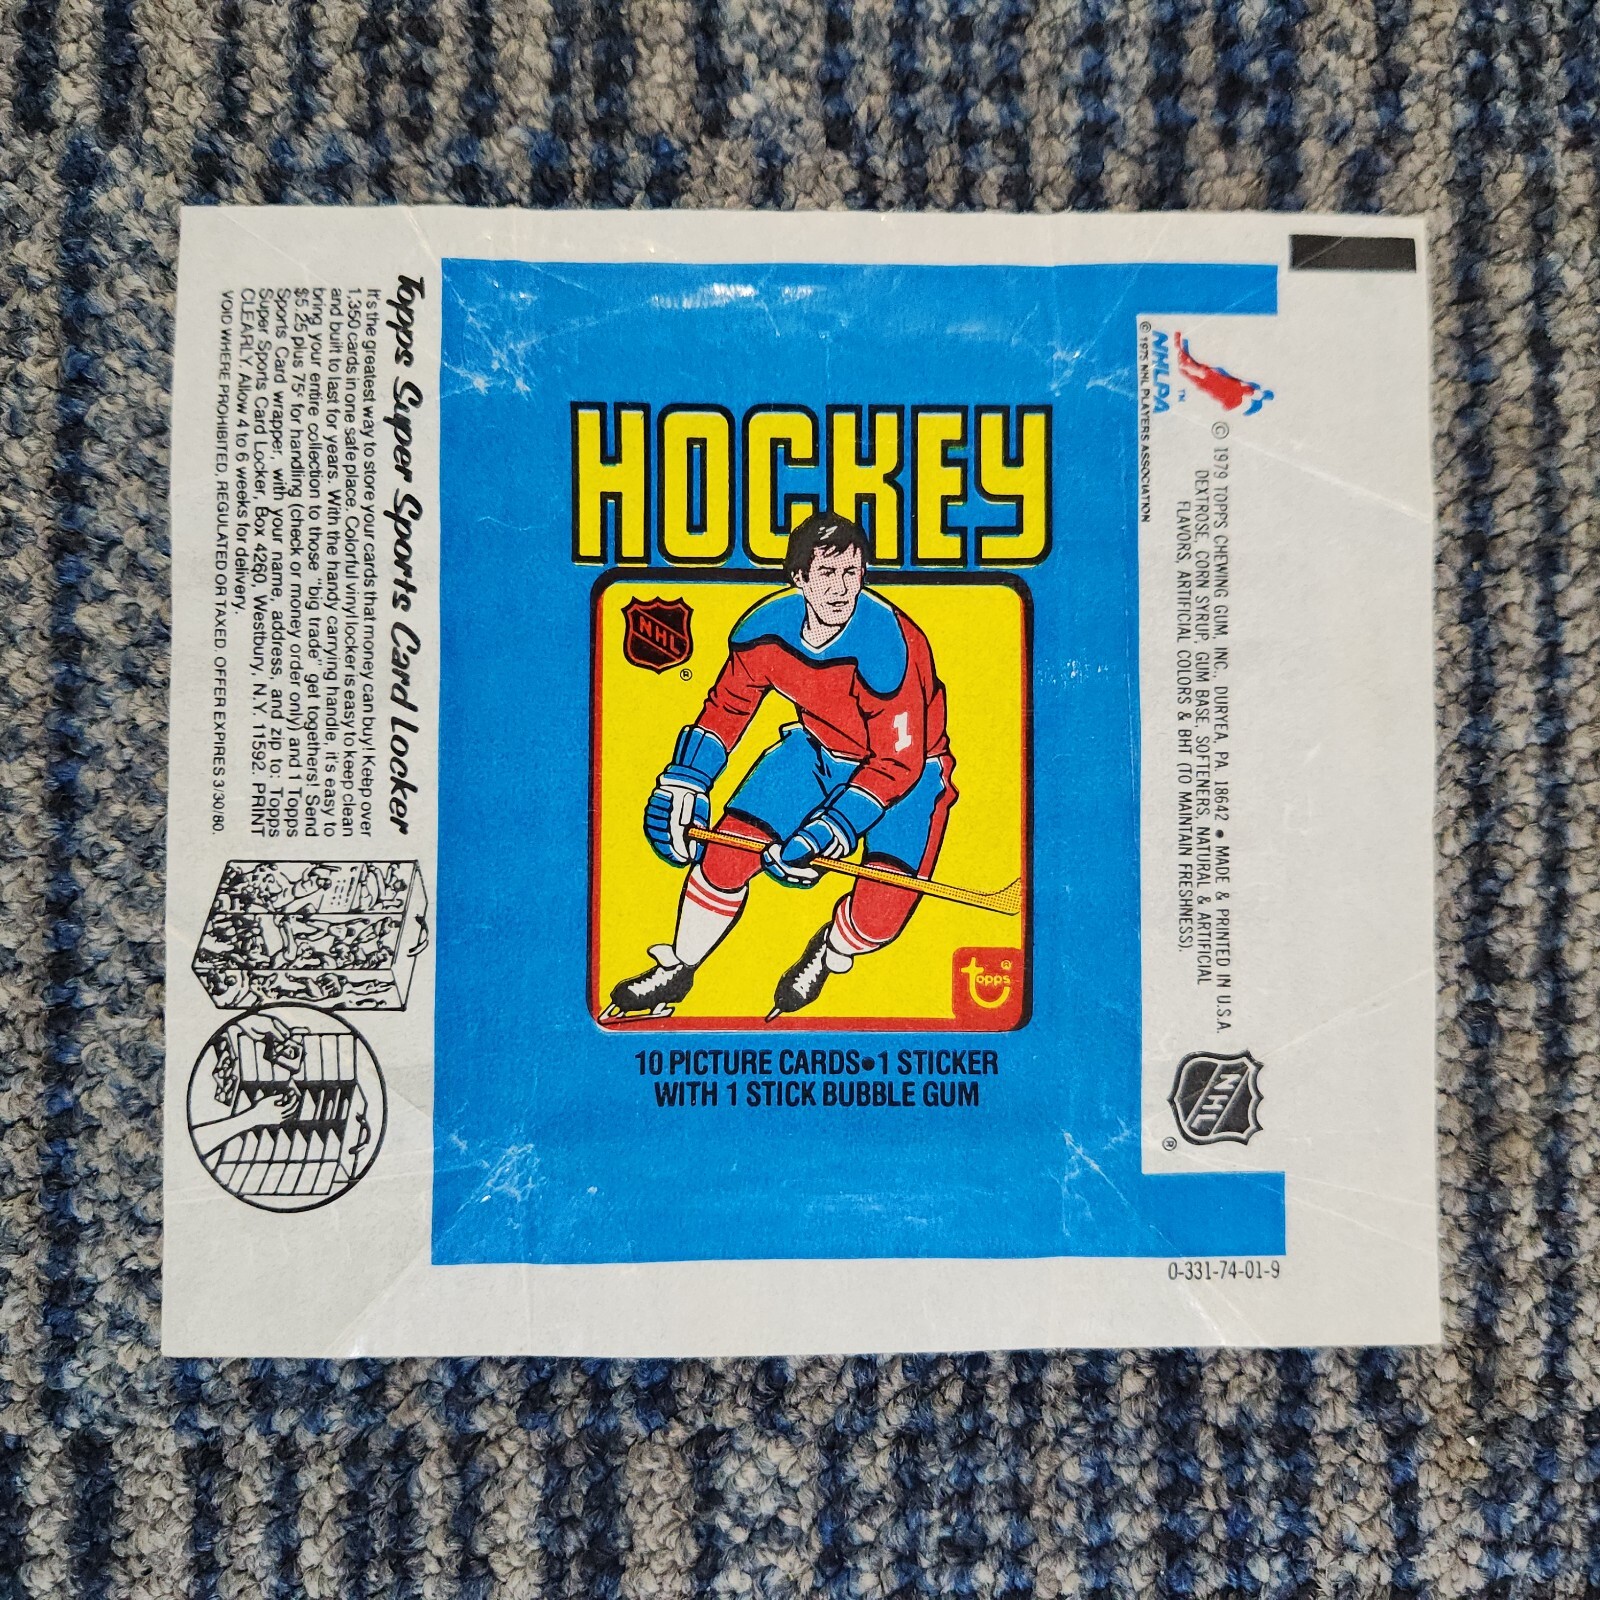 Topps Super Sports Card Locker
It's the greatest way to store your cards that money can buy! Keep over
1,350 cards in one safe place. Colorful vinyl locker is easy to keep clean
and built to last for years. With the handy carrying handle, it's easy to
bring your entire collection to those "big trade" get togethers! Send
$5.25 plus 75¢ for handling (check or money order only) and 1 Topps
Sports Card wrapper, with your name, address, and zip to: Topps
Super Sports Card Locker, Box 4260, Westbury, N.Y. 11592. PRINT
CLEARLY. Allow 4 to 6 weeks for delivery.
VOID WHERE PROHIBITED, REGULATED OR TAXED. OFFER EXPIRES 3/30/80.
HOCKEY
NHL
®
1
topps®
10 PICTURE CARDS•1 STICKER
WITH 1 STICK BUBBLE GUM
NHLPA™
© 1975 NHL PLAYERS ASSOCIATION
© 1979 TOPPS CHEWING GUM, INC., DURYEA, PA. 18642 • MADE & PRINTED IN U.S.A.
DEXTROSE, CORN SYRUP, GUM BASE, SOFTENERS, NATURAL & ARTIFICIAL
FLAVORS, ARTIFICIAL COLORS & BHT (TO MAINTAIN FRESHNESS).
NHL
®
0-331-74-01-9